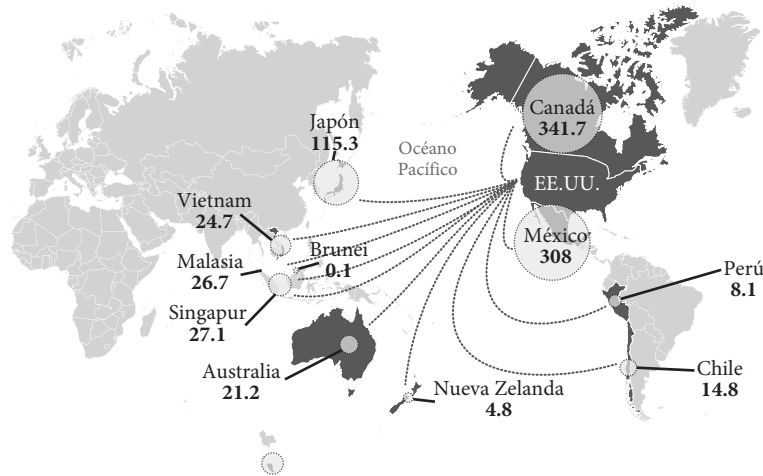 Canadá
341.7
Japón
115.3
Océano
Pacífico
EE.UU.
Vietnam
24.7
México
308
Malasia
26.7
Brunei
0.1
Singapur
27.1
Perú
8.1
Australia
21.2
Nueva Zelanda
4.8
Chile
14.8